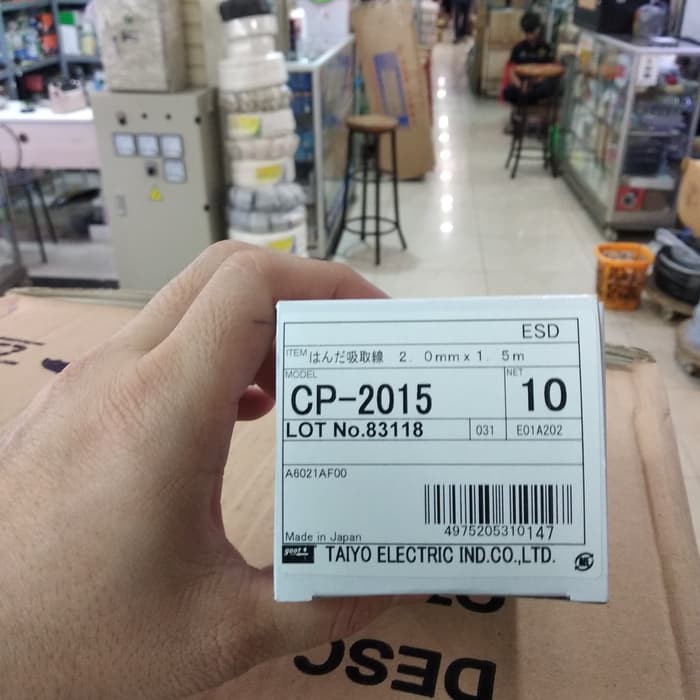 ESD
ITEM はんだ吸取線 2.0mm x 1.5m
MODEL NET
CP-2015 10
LOT No.83118 031 E01A202
A6021AF00
4975205310147
Made in Japan
goot TAIYO ELECTRIC IND.CO.,LTD.
DESC